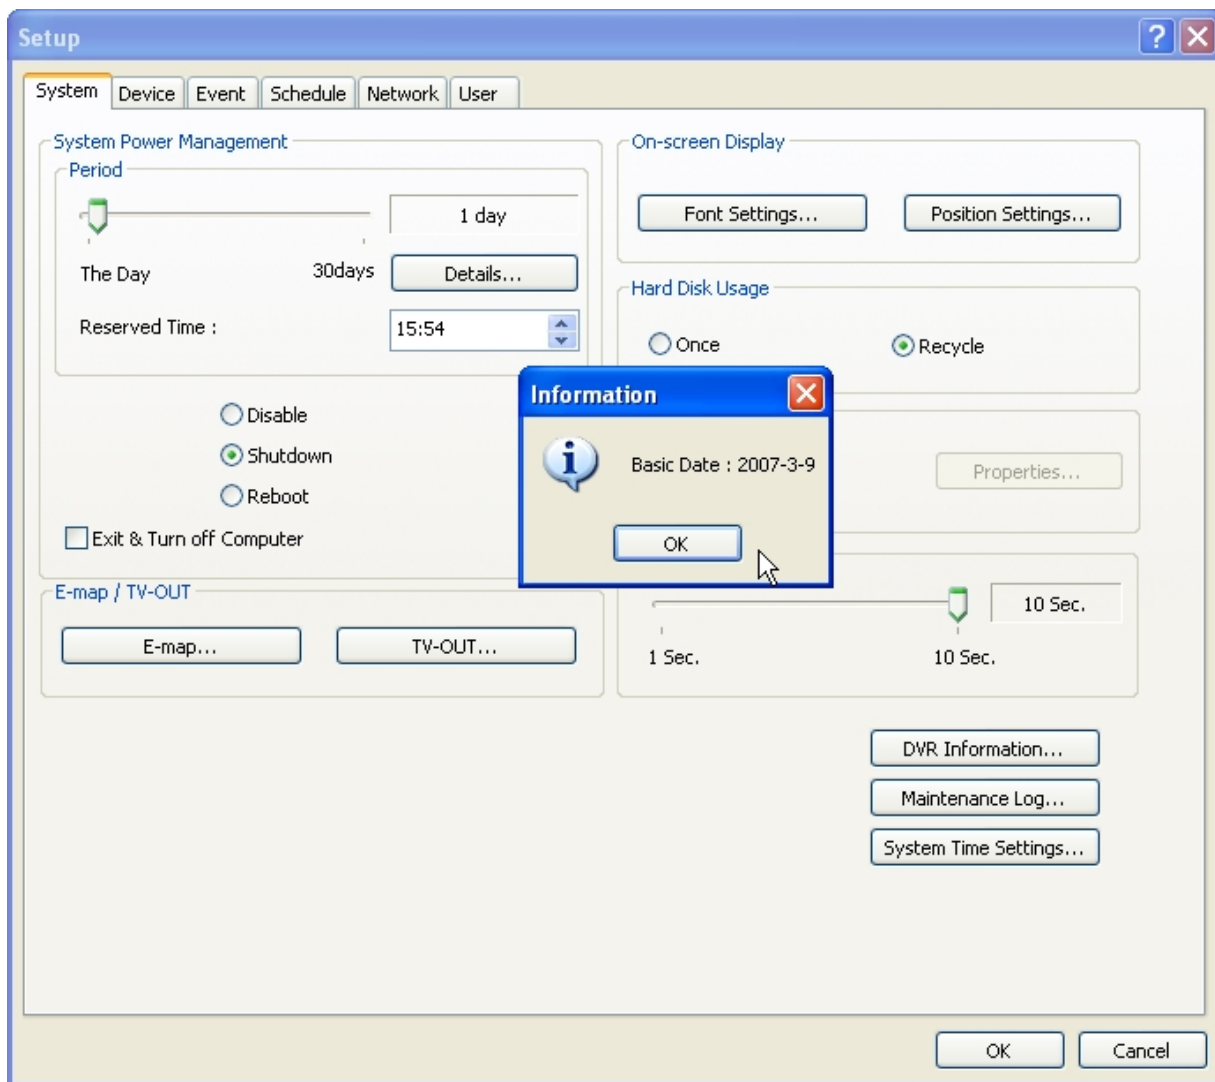 Setup
System
Device
Event
Schedule
Network
User
System Power Management
Period
1 day
The Day
30days
Details...
Reserved Time :
15:54
Disable
Shutdown
Reboot
Exit & Turn off Computer
E-map / TV-OUT
E-map...
TV-OUT...
On-screen Display
Font Settings...
Position Settings...
Hard Disk Usage
Once
Recycle
Information
Basic Date : 2007-3-9
OK
Properties...
10 Sec.
1 Sec.
10 Sec.
DVR Information...
Maintenance Log...
System Time Settings...
OK
Cancel